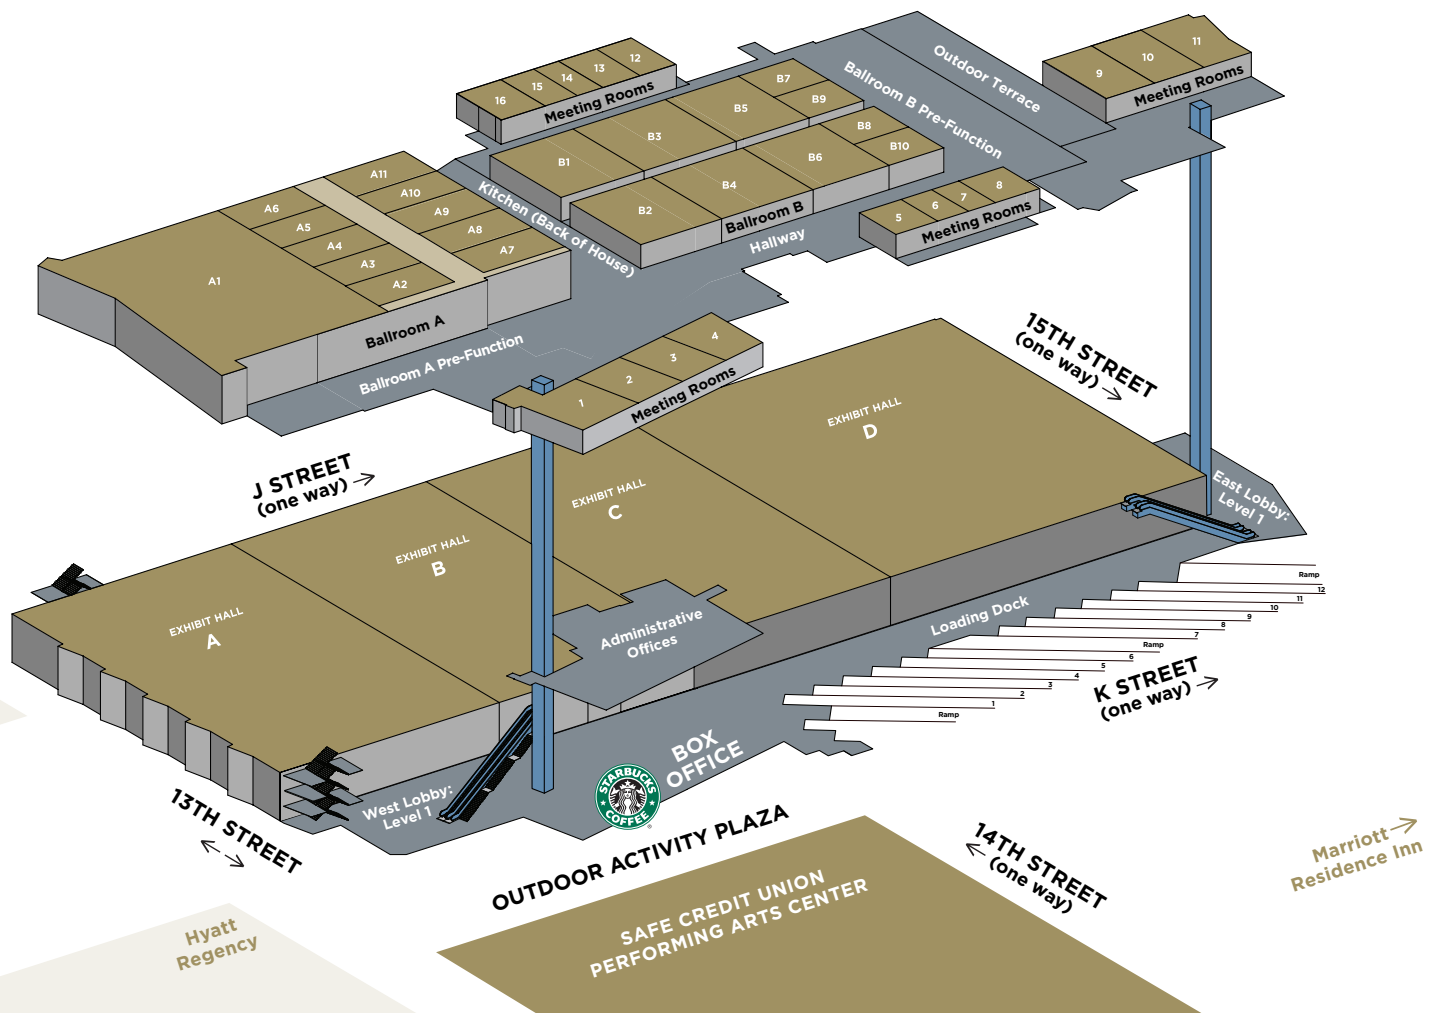 12
13
14
15
16
Meeting Rooms
11
10
9
Meeting Rooms
Outdoor Terrace
Ballroom B Pre-Function
B7
B9
B5
B3
B1
B8
B10
B6
B4
B2
Ballroom B
Kitchen (Back of House)
Hallway
8
7
6
5
Meeting Rooms
A11
A10
A9
A8
A7
A6
A5
A4
A3
A2
A1
Ballroom A
Ballroom A Pre-Function
4
3
2
1
Meeting Rooms
15TH STREET
(one way)
J STREET
(one way)
EXHIBIT HALL
D
EXHIBIT HALL
C
EXHIBIT HALL
B
EXHIBIT HALL
A
East Lobby:
Level 1
Administrative
Offices
Loading Dock
Ramp
12
11
10
9
8
7
Ramp
6
5
4
3
2
1
Ramp
K STREET
(one way)
BOX
OFFICE
STARBUCKS
COFFEE
®
West Lobby:
Level 1
13TH STREET
OUTDOOR ACTIVITY PLAZA
14TH STREET
(one way)
SAFE CREDIT UNION
PERFORMING ARTS CENTER
Marriott
Residence Inn
Hyatt
Regency